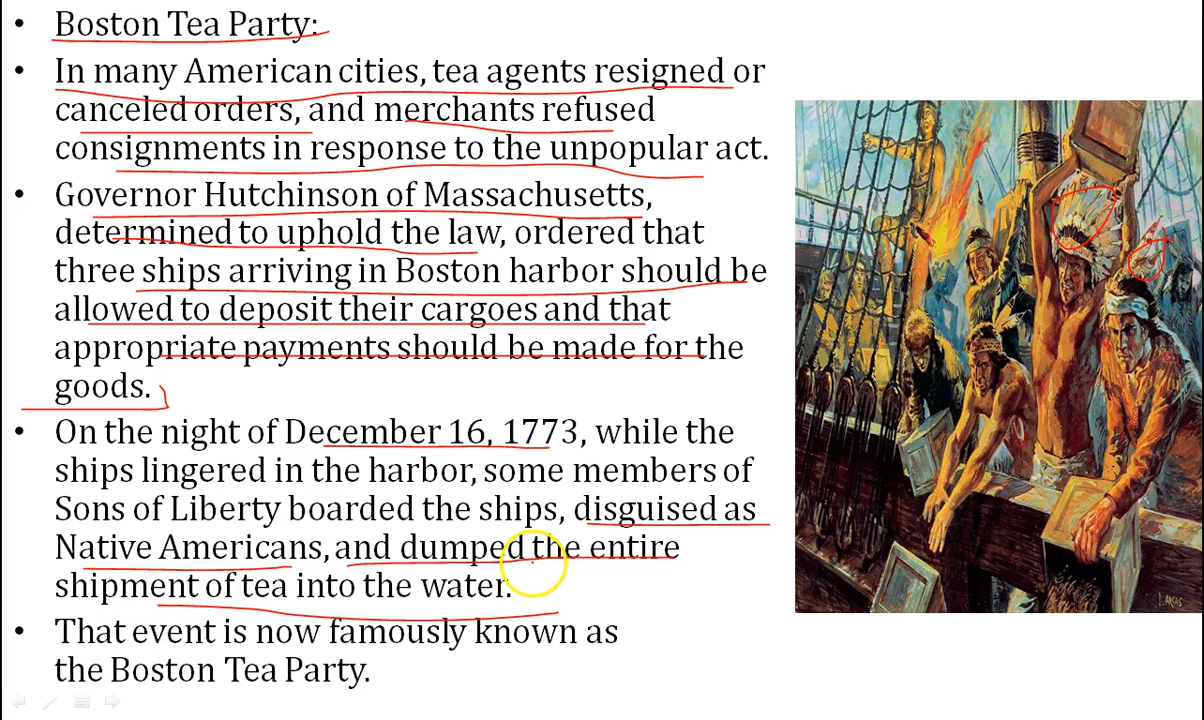 • Boston Tea Party:
• In many American cities, tea agents resigned or
canceled orders, and merchants refused
consignments in response to the unpopular act.
• Governor Hutchinson of Massachusetts,
determined to uphold the law, ordered that
three ships arriving in Boston harbor should be
allowed to deposit their cargoes and that
appropriate payments should be made for the
goods.
• On the night of December 16, 1773, while the
ships lingered in the harbor, some members of
Sons of Liberty boarded the ships, disguised as
Native Americans, and dumped the entire
shipment of tea into the water.
• That event is now famously known as
the Boston Tea Party.